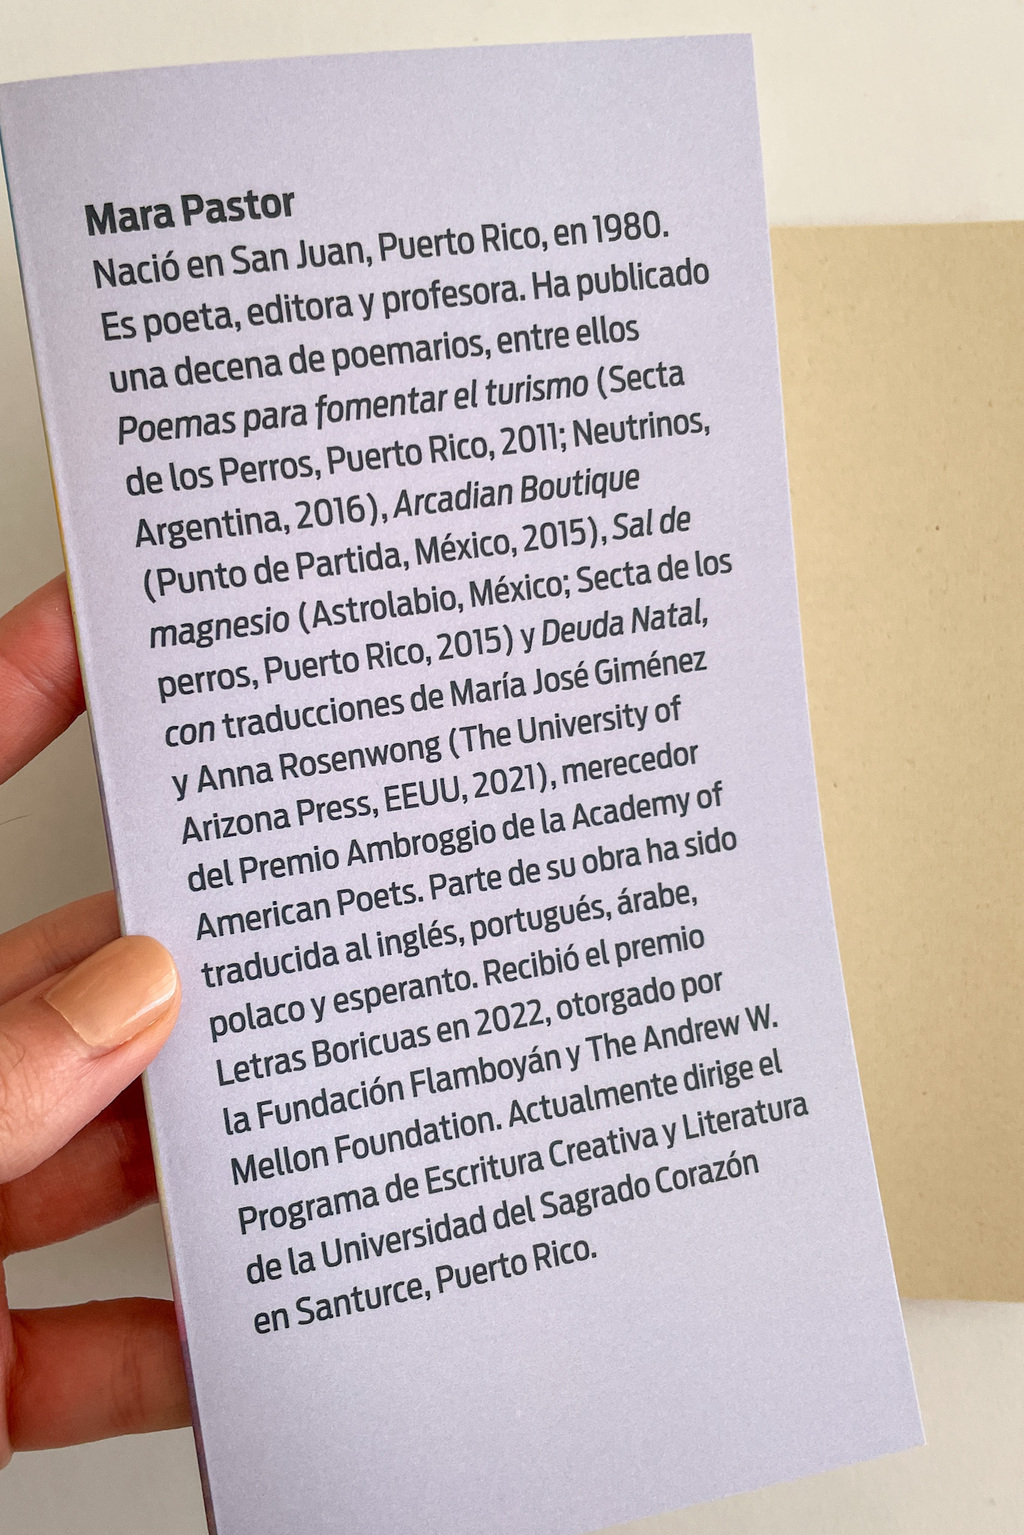 Mara Pastor
Nació en San Juan, Puerto Rico, en 1980.
Es poeta, editora y profesora. Ha publicado
una decena de poemarios, entre ellos
Poemas para fomentar el turismo (Secta
de los Perros, Puerto Rico, 2011; Neutrinos,
Argentina, 2016), Arcadian Boutique
(Punto de Partida, México, 2015), Sal de
magnesio (Astrolabio, México; Secta de los
perros, Puerto Rico, 2015) y Deuda Natal,
con traducciones de María José Giménez
y Anna Rosenwong (The University of
Arizona Press, EEUU, 2021), merecedor
del Premio Ambroggio de la Academy of
American Poets. Parte de su obra ha sido
traducida al inglés, portugués, árabe,
polaco y esperanto. Recibió el premio
Letras Boricuas en 2022, otorgado por
la Fundación Flamboyán y The Andrew W.
Mellon Foundation. Actualmente dirige el
Programa de Escritura Creativa y Literatura
de la Universidad del Sagrado Corazón
en Santurce, Puerto Rico.